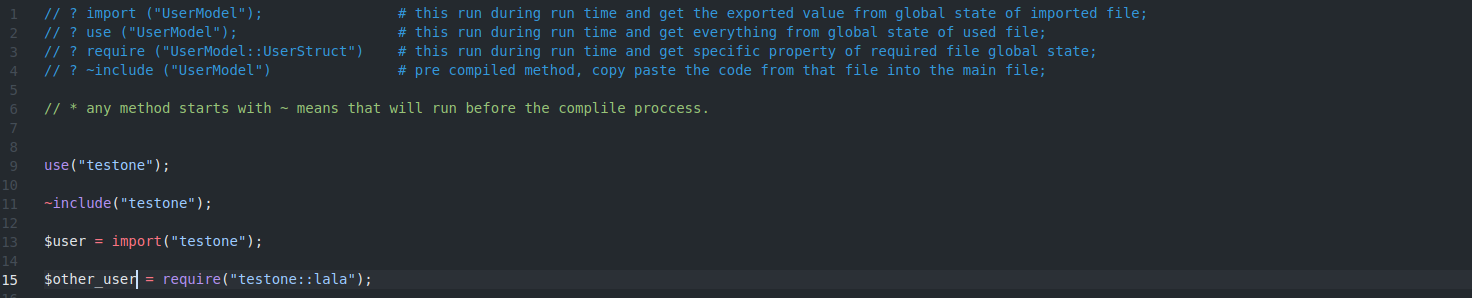 1 // ? import ("UserModel"); # this run during run time and get the exported value from global state of imported file;
2 // ? use ("UserModel"); # this run during run time and get everything from global state of used file;
3 // ? require ("UserModel::UserStruct") # this run during run time and get specific property of required file global state;
4 // ? ~include ("UserModel") # pre compiled method, copy paste the code from that file into the main file;
5
6 // * any method starts with ~ means that will run before the complile proccess.
7
8
9 use("testone");
10
11 ~include("testone");
12
13 $user = import("testone");
14
15 $other_user = require("testone::lala");
16